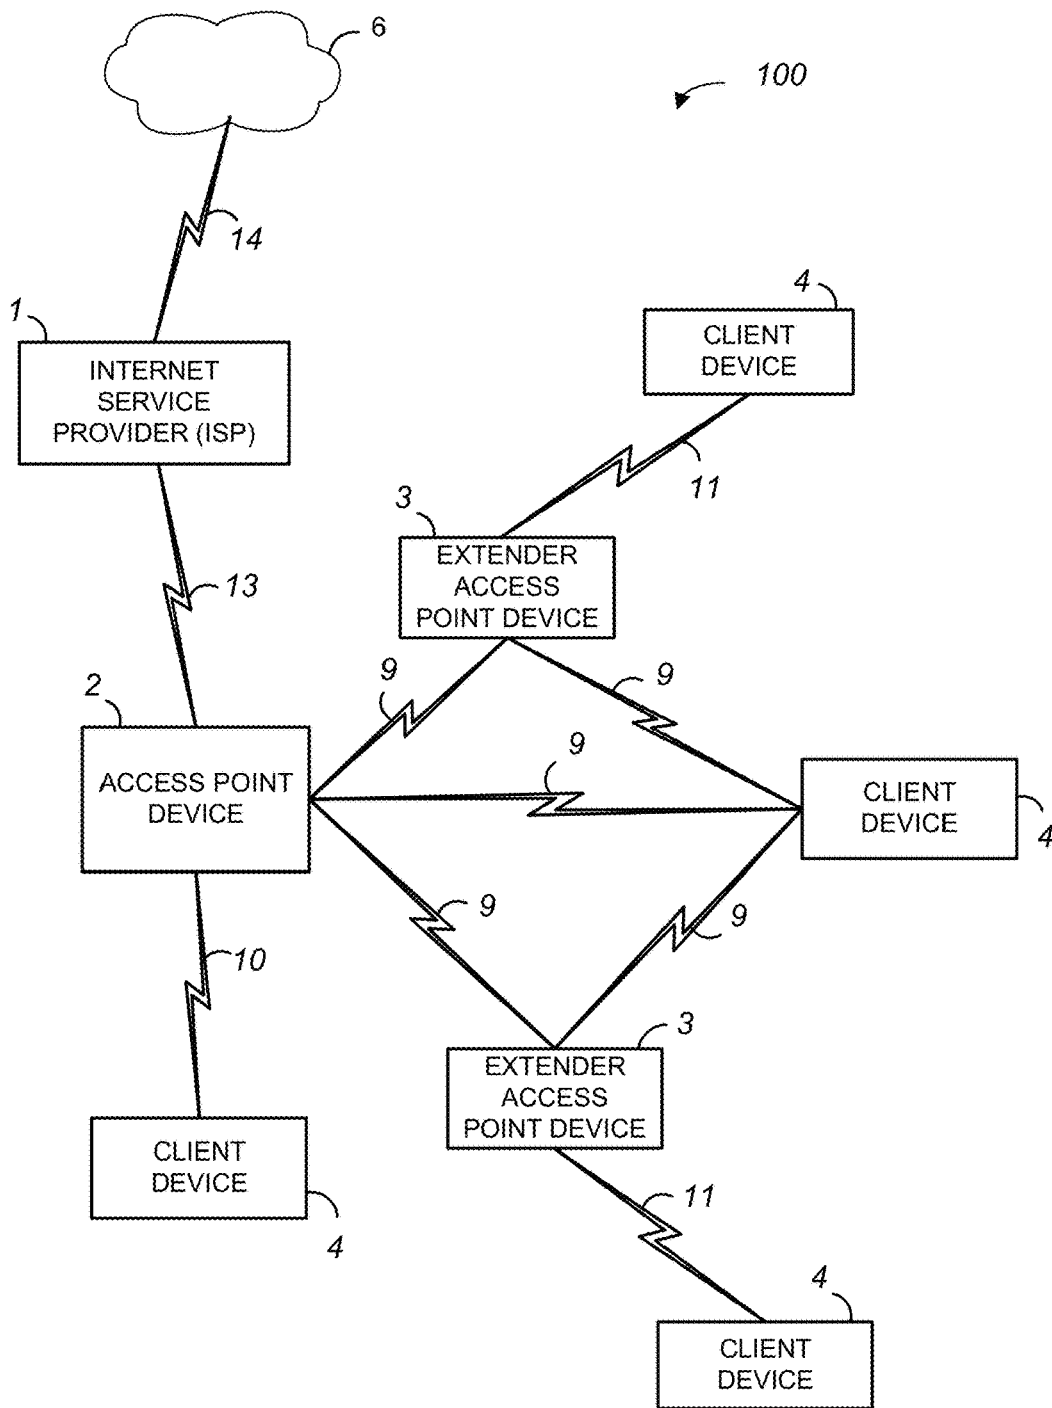 6
100
14
1
INTERNET
SERVICE
PROVIDER (ISP)
4
CLIENT
DEVICE
11
3
EXTENDER
ACCESS
POINT DEVICE
13
9
9
2
ACCESS POINT
DEVICE
9
CLIENT
DEVICE
4
9
9
10
3
EXTENDER
ACCESS
POINT DEVICE
CLIENT
DEVICE
4
11
4
CLIENT
DEVICE